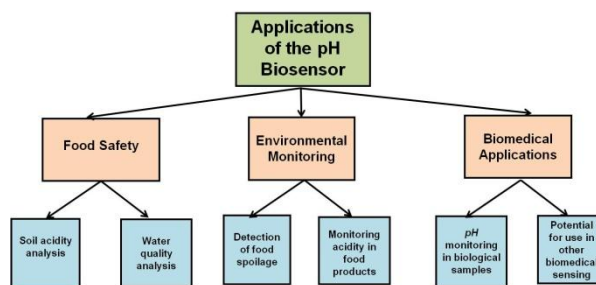 Applications
of the pH
Biosensor
Food Safety
Environmental
Monitoring
Biomedical
Applications
Soil acidity
analysis
Water
quality
analysis
Detection
of food
spoilage
Monitoring
acidity in
food
products
pH
monitoring
in biological
samples
Potential
for use in
other
biomedical
sensing